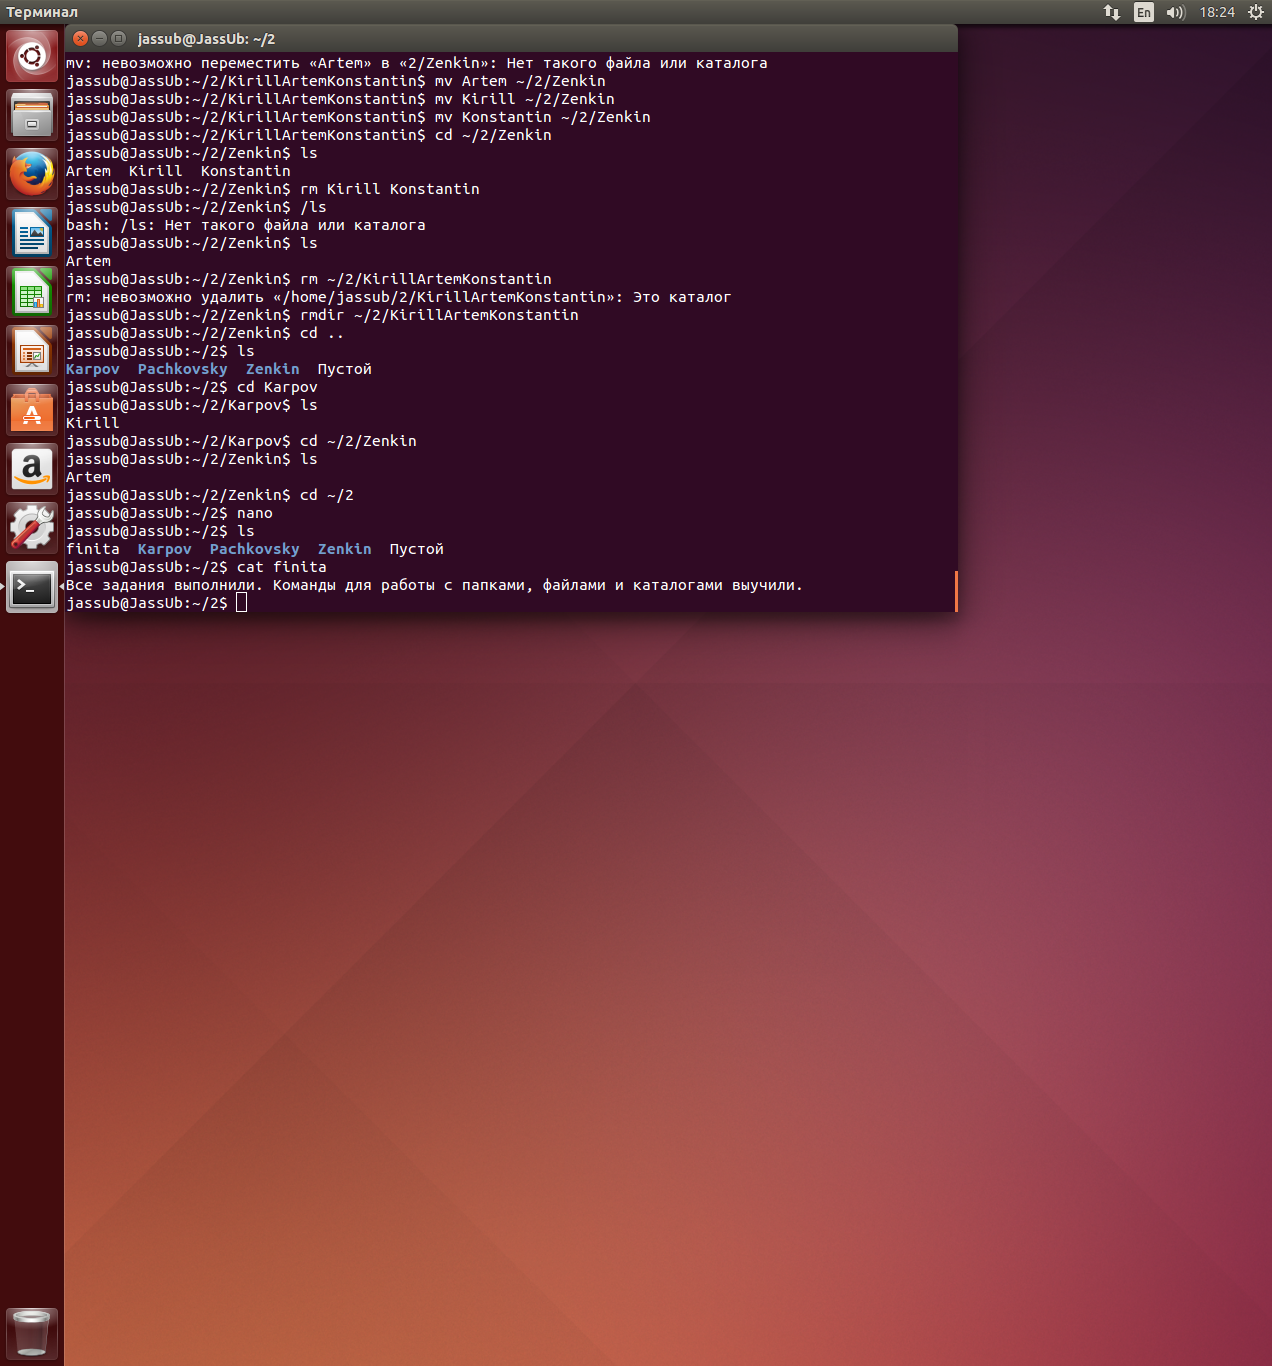 Терминал
En
18:24
jassub@JassUb: ~/2
mv: невозможно переместить «Artem» в «2/Zenkin»: Нет такого файла или каталога
jassub@JassUb:~/2/KirillArtemKonstantin$ mv Artem ~/2/Zenkin
jassub@JassUb:~/2/KirillArtemKonstantin$ mv Kirill ~/2/Zenkin
jassub@JassUb:~/2/KirillArtemKonstantin$ mv Konstantin ~/2/Zenkin
jassub@JassUb:~/2/KirillArtemKonstantin$ cd ~/2/Zenkin
jassub@JassUb:~/2/Zenkin$ ls
Artem  Kirill  Konstantin
jassub@JassUb:~/2/Zenkin$ rm Kirill Konstantin
jassub@JassUb:~/2/Zenkin$ /ls
bash: /ls: Нет такого файла или каталога
jassub@JassUb:~/2/Zenkin$ ls
Artem
jassub@JassUb:~/2/Zenkin$ rm ~/2/KirillArtemKonstantin
rm: невозможно удалить «/home/jassub/2/KirillArtemKonstantin»: Это каталог
jassub@JassUb:~/2/Zenkin$ rmdir ~/2/KirillArtemKonstantin
jassub@JassUb:~/2/Zenkin$ cd ..
jassub@JassUb:~/2$ ls
Karpov  Pachkovsky  Zenkin  Пустой
jassub@JassUb:~/2$ cd Karpov
jassub@JassUb:~/2/Karpov$ ls
Kirill
jassub@JassUb:~/2/Karpov$ cd ~/2/Zenkin
jassub@JassUb:~/2/Zenkin$ ls
Artem
jassub@JassUb:~/2/Zenkin$ cd ~/2
jassub@JassUb:~/2$ nano
jassub@JassUb:~/2$ ls
finita  Karpov  Pachkovsky  Zenkin  Пустой
jassub@JassUb:~/2$ cat finita
Все задания выполнили. Команды для работы с папками, файлами и каталогами выучили.
jassub@JassUb:~/2$